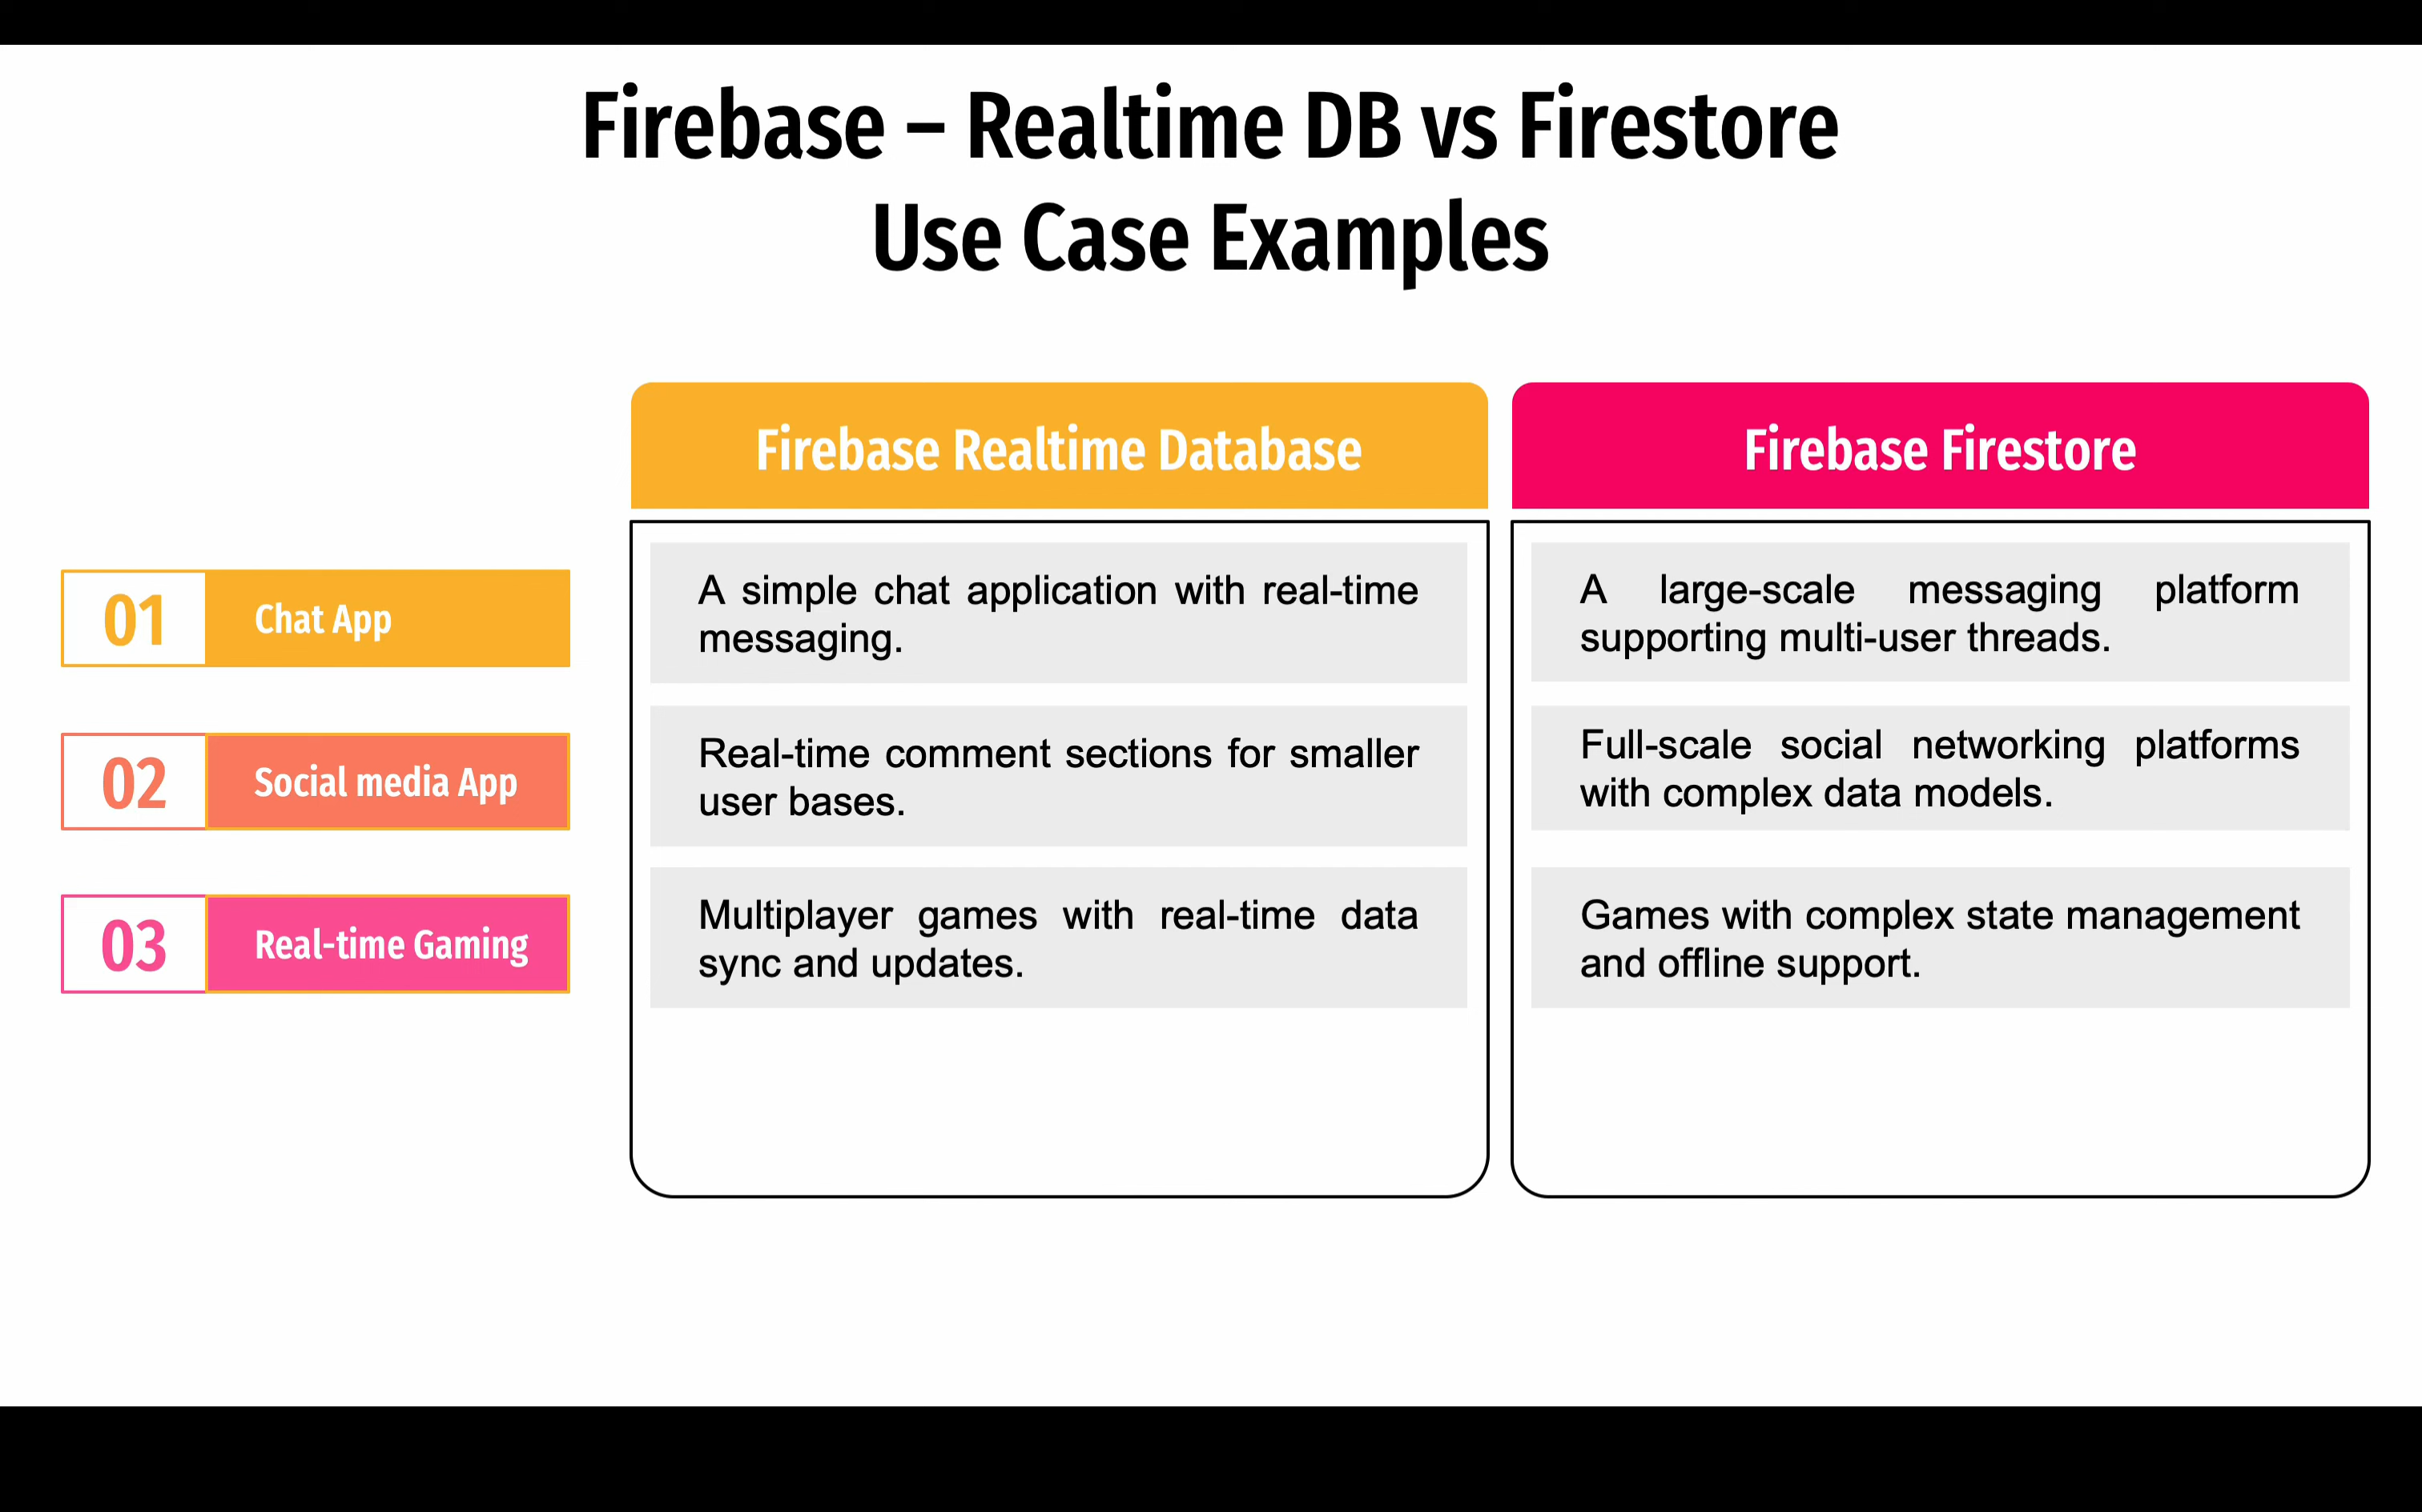 Firebase – Realtime DB vs Firestore
Use Case Examples
Firebase Realtime Database
Firebase Firestore
01
Chat App
A simple chat application with real-time
messaging.
A large-scale messaging platform
supporting multi-user threads.
02
Social media App
Real-time comment sections for smaller
user bases.
Full-scale social networking platforms
with complex data models.
03
Real-time Gaming
Multiplayer games with real-time data
sync and updates.
Games with complex state management
and offline support.